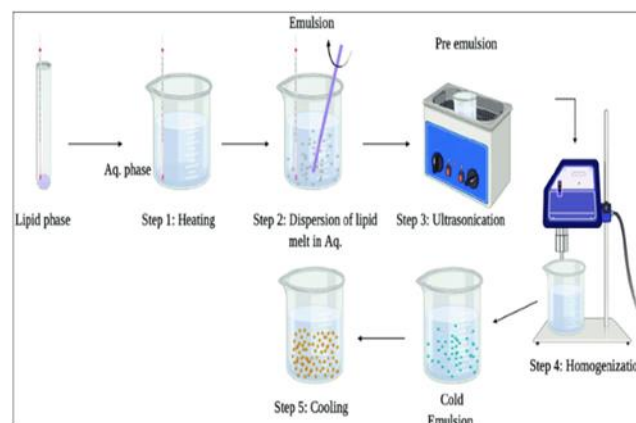 Emulsion
Pre emulsion
Aq. phase
Lipid phase
Step 1: Heating
Step 2: Dispersion of lipid
melt in Aq.
Step 3: Ultrasonication
Step 4: Homogenizatio
Step 5: Cooling
Cold
Emulsion